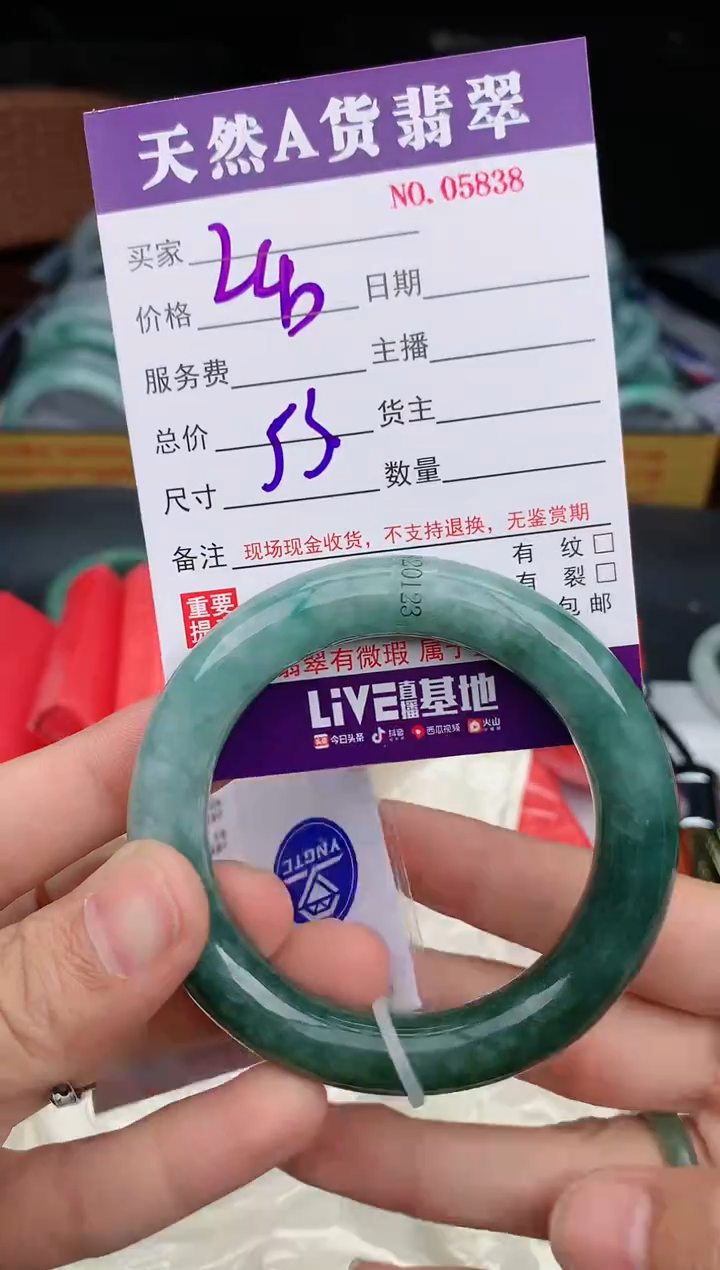 天然A货翡翠
NO. 05838
买家
价格 日期
服务费 主播
总价 货主
尺寸 数量
备注 现场现金收货，不支持退换，无鉴赏期
有 纹
有 裂
包邮
重要
翡翠有微瑕 属于
LiVE直播基地
今日头条 抖音 西瓜视频 火山
YNGTC